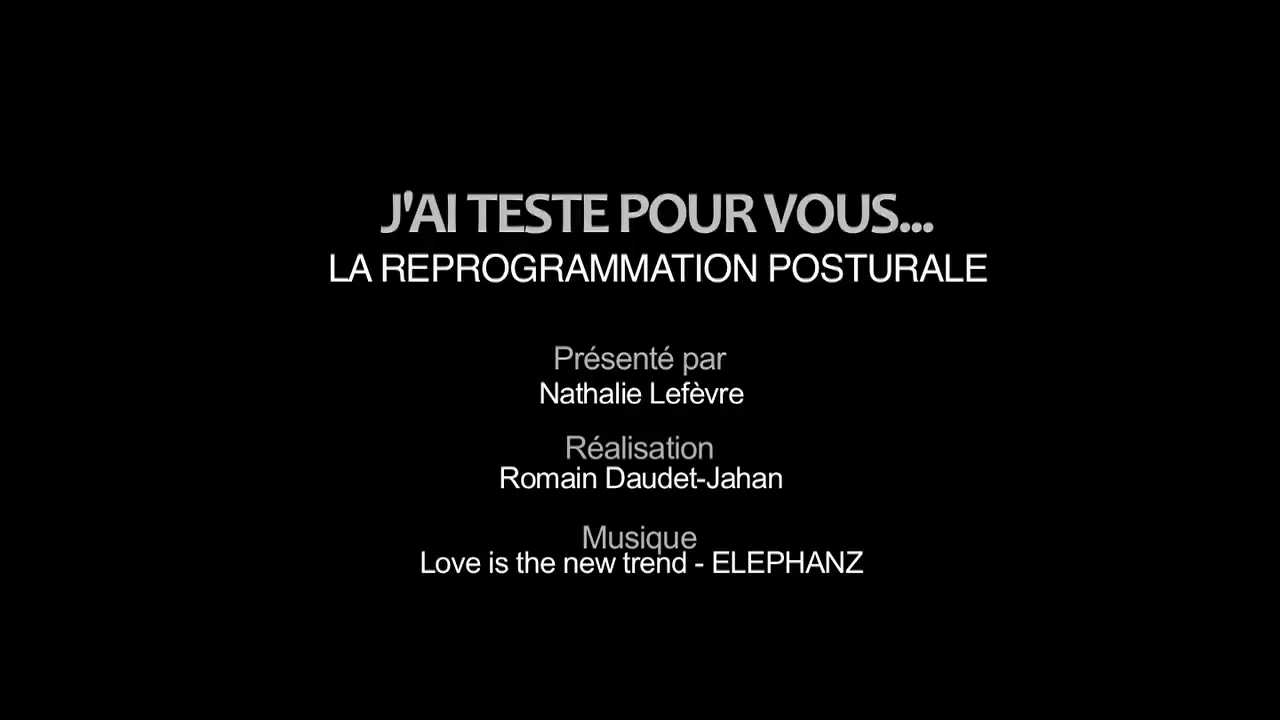 J'AI TESTE POUR VOUS...
LA REPROGRAMMATION POSTURALE
Présenté par
Nathalie Lefèvre
Réalisation
Romain Daudet-Jahan
Musique
Love is the new trend - ELEPHANZ